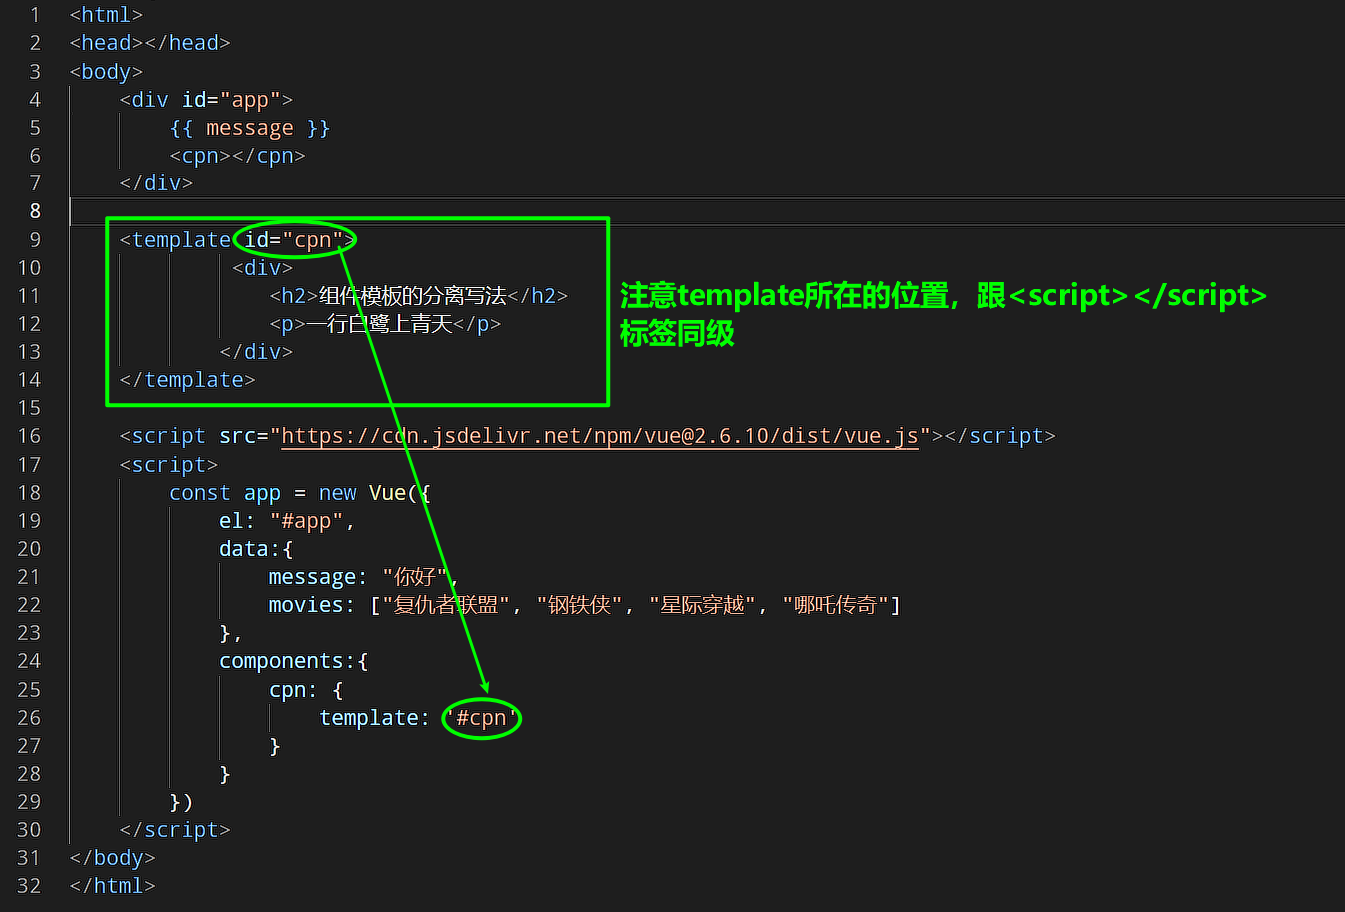 1 <html>
2 <head></head>
3 <body>
4 <div id="app">
5 {{ message }}
6 <cpn></cpn>
7 </div>
8
9 <template id="cpn">
10 <div>
11 <h2>组件模板的分离写法</h2>
12 <p>一行白鹭上青天</p>
13 </div>
14 </template>
注意template所在的位置，跟<script></script>
标签同级
15
16 <script src="https://cdn.jsdelivr.net/npm/vue@2.6.10/dist/vue.js"></script>
17 <script>
18 const app = new Vue({
19 el: "#app",
20 data:{
21 message: "你好",
22 movies: ["复仇者联盟", "钢铁侠", "星际穿越", "哪吒传奇"]
23 },
24 components:{
25 cpn: {
26 template: '#cpn'
27 }
28 }
29 })
30 </script>
31 </body>
32 </html>